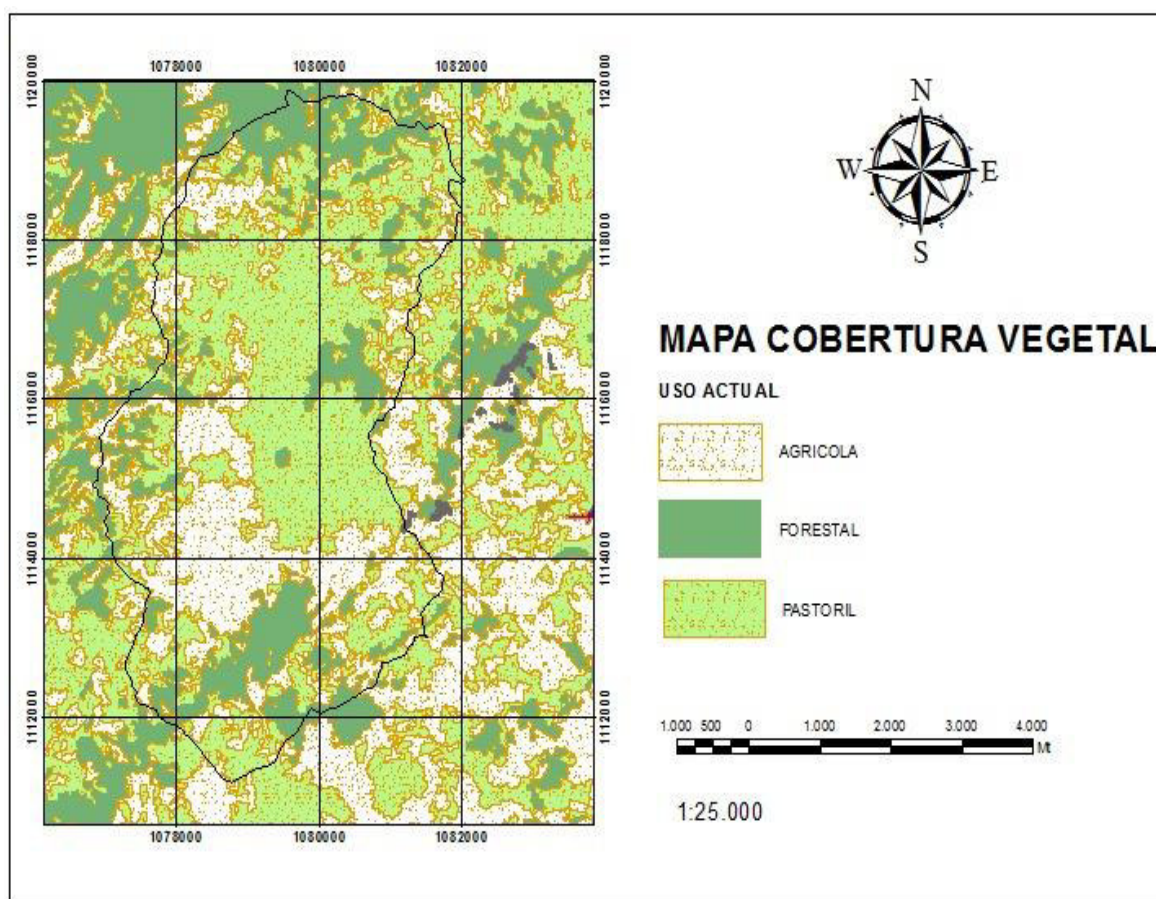 1078000 1080000 1082000
1120000 1120000
1118000 1118000
1116000 1116000
1114000 1114000
1112000 1112000
1078000 1080000 1082000
N
W E
S
MAPA COBERTURA VEGETAL
USO ACTUAL
AGRICOLA
FORESTAL
PASTORIL
1.000 500 0 1.000 2.000 3.000 4.000
Mt
1:25.000